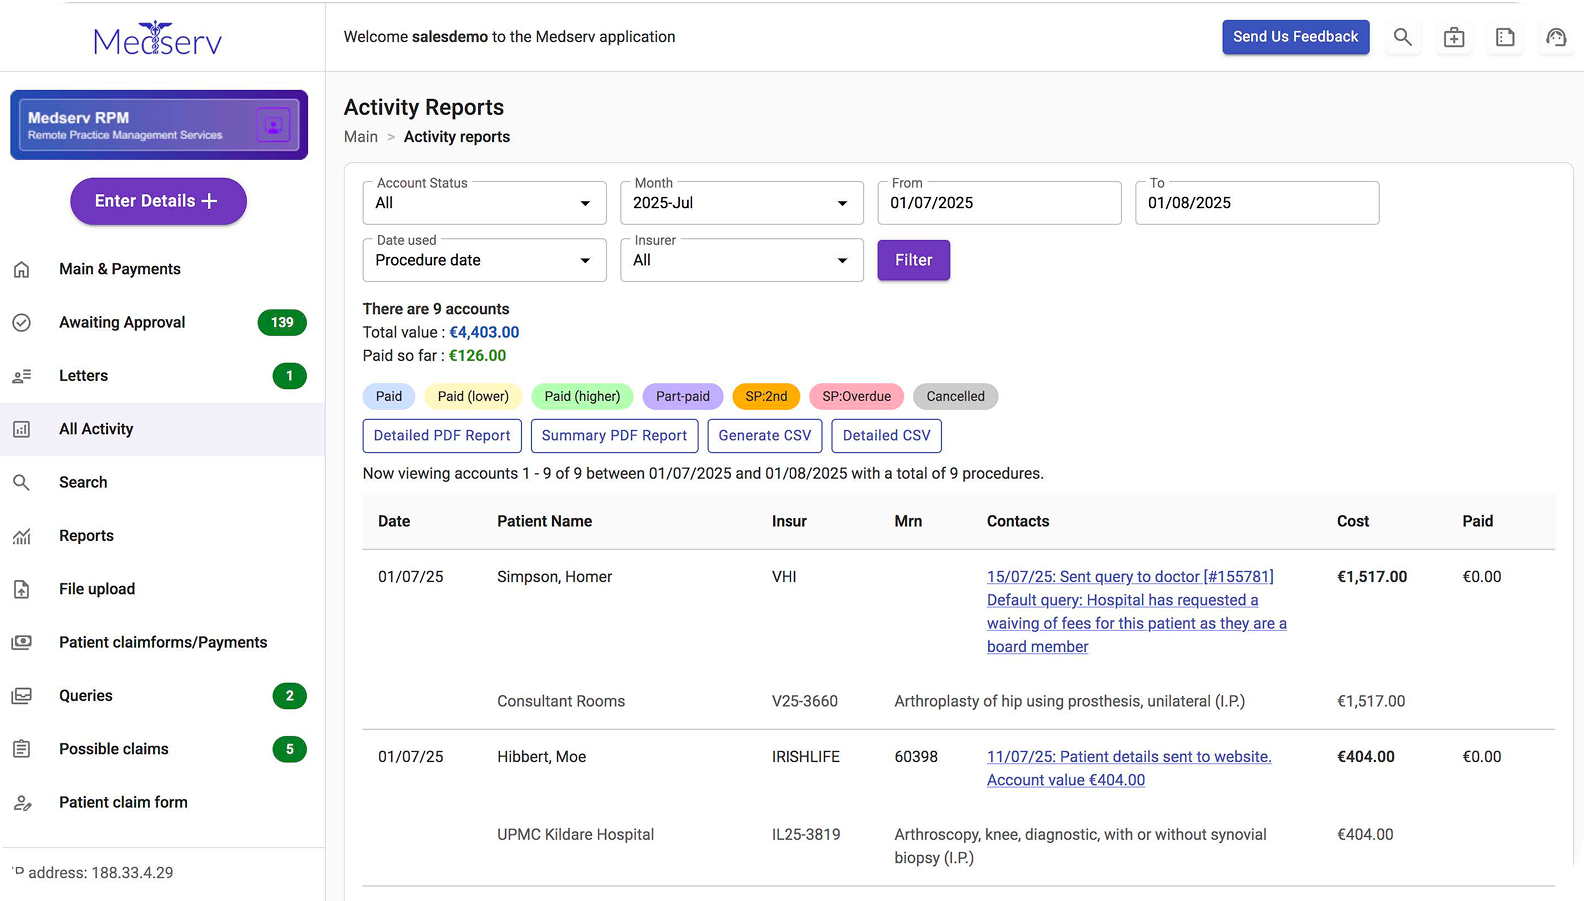 Medserv
Welcome salesdemo to the Medserv application
Send Us Feedback
Medserv RPM
Remote Practice Management Services
Enter Details +
Main & Payments
Awaiting Approval 139
Letters 1
All Activity
Search
Reports
File upload
Patient claimforms/Payments
Queries 2
Possible claims 5
Patient claim form
address: 188.33.4.29
Activity Reports
Main > Activity reports
Account Status
All
Month
2025-Jul
From
01/07/2025
To
01/08/2025
Date used
Procedure date
Insurer
All
Filter
There are 9 accounts
Total value : €4,403.00
Paid so far : €126.00
Paid Paid (lower) Paid (higher) Part-paid SP:2nd SP:Overdue Cancelled
Detailed PDF Report Summary PDF Report Generate CSV Detailed CSV
Now viewing accounts 1 - 9 of 9 between 01/07/2025 and 01/08/2025 with a total of 9 procedures.
Date Patient Name Insur Mrn Contacts Cost Paid
01/07/25 Simpson, Homer VHI 15/07/25: Sent query to doctor [#155781] €1,517.00 €0.00
Default query: Hospital has requested a
waiving of fees for this patient as they are a
board member
Consultant Rooms V25-3660 Arthroplasty of hip using prosthesis, unilateral (I.P.) €1,517.00
01/07/25 Hibbert, Moe IRISHLIFE 60398 11/07/25: Patient details sent to website. €404.00 €0.00
Account value €404.00
UPMC Kildare Hospital IL25-3819 Arthroscopy, knee, diagnostic, with or without synovial €404.00
biopsy (I.P.)